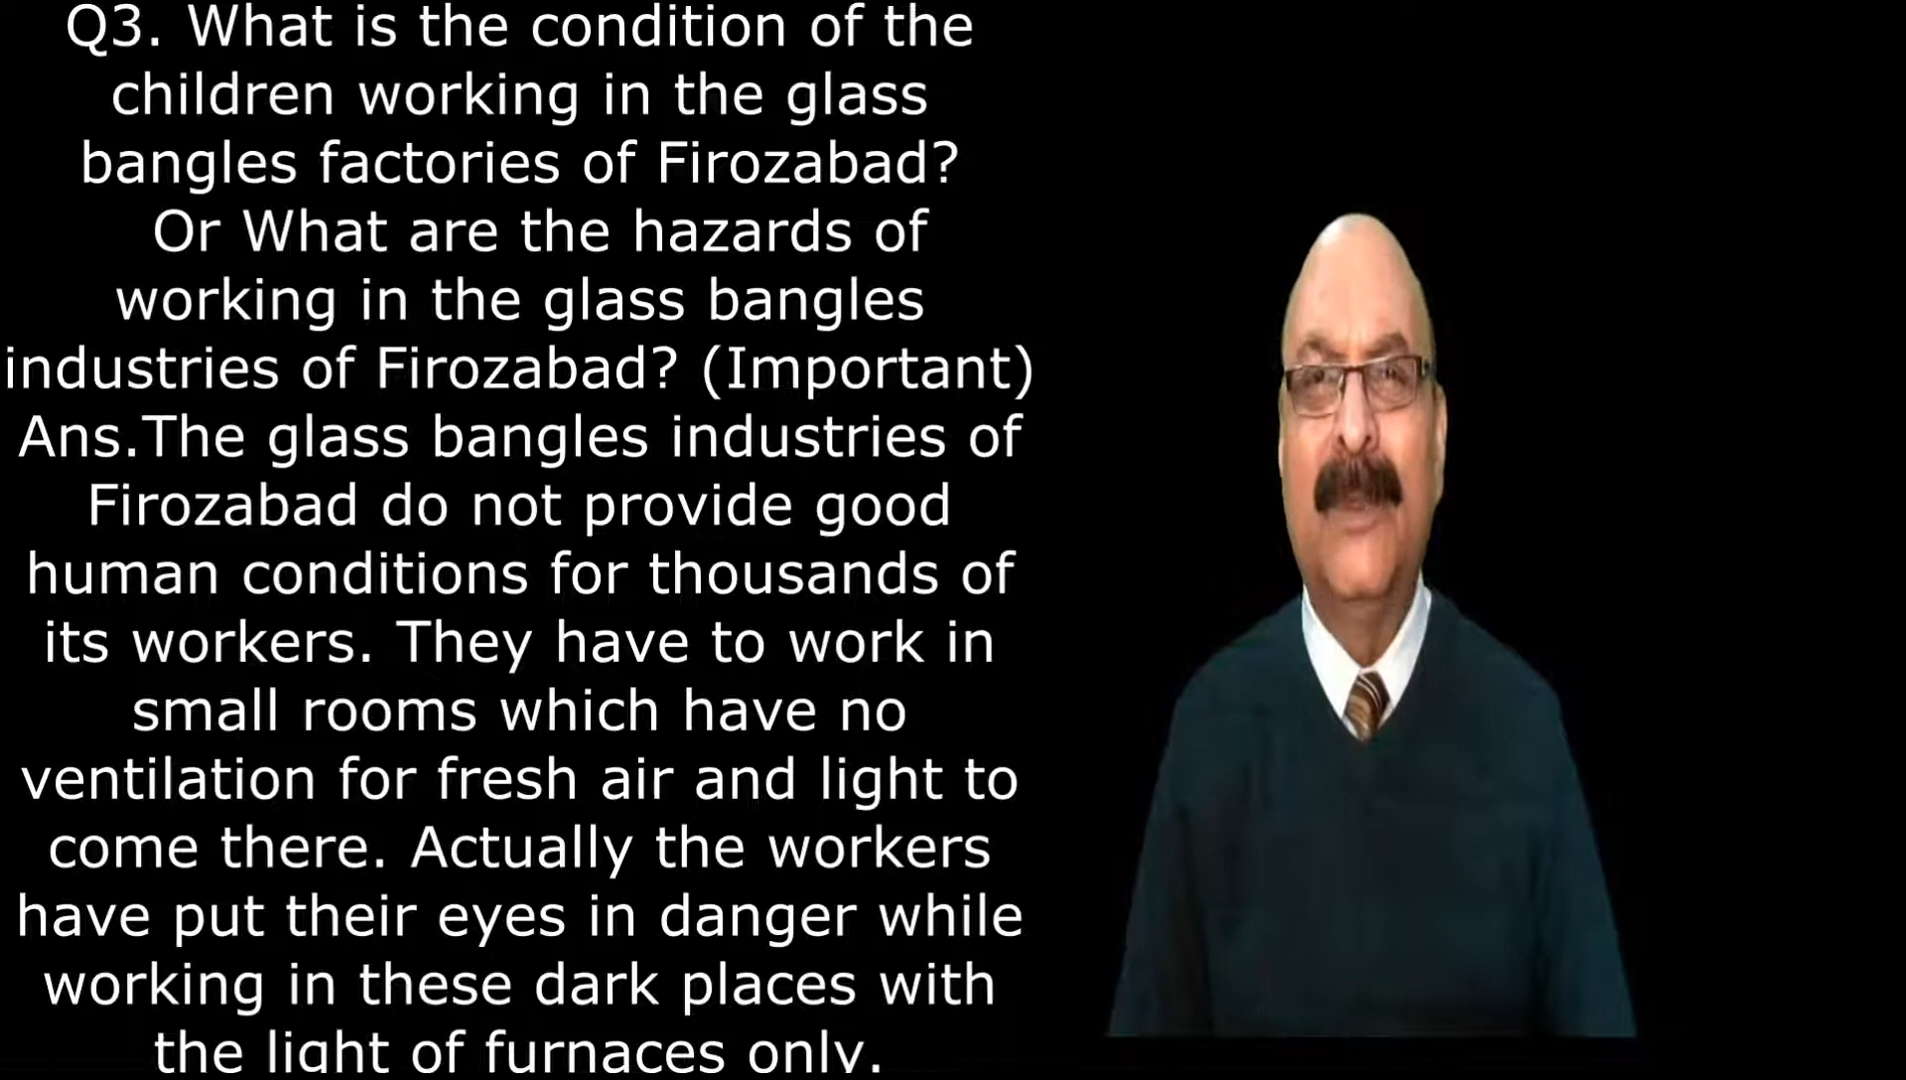 Q3. What is the condition of the
children working in the glass
bangles factories of Firozabad?
Or What are the hazards of
working in the glass bangles
industries of Firozabad? (Important)
Ans.The glass bangles industries of
Firozabad do not provide good
human conditions for thousands of
its workers. They have to work in
small rooms which have no
ventilation for fresh air and light to
come there. Actually the workers
have put their eyes in danger while
working in these dark places with
the light of furnaces only.